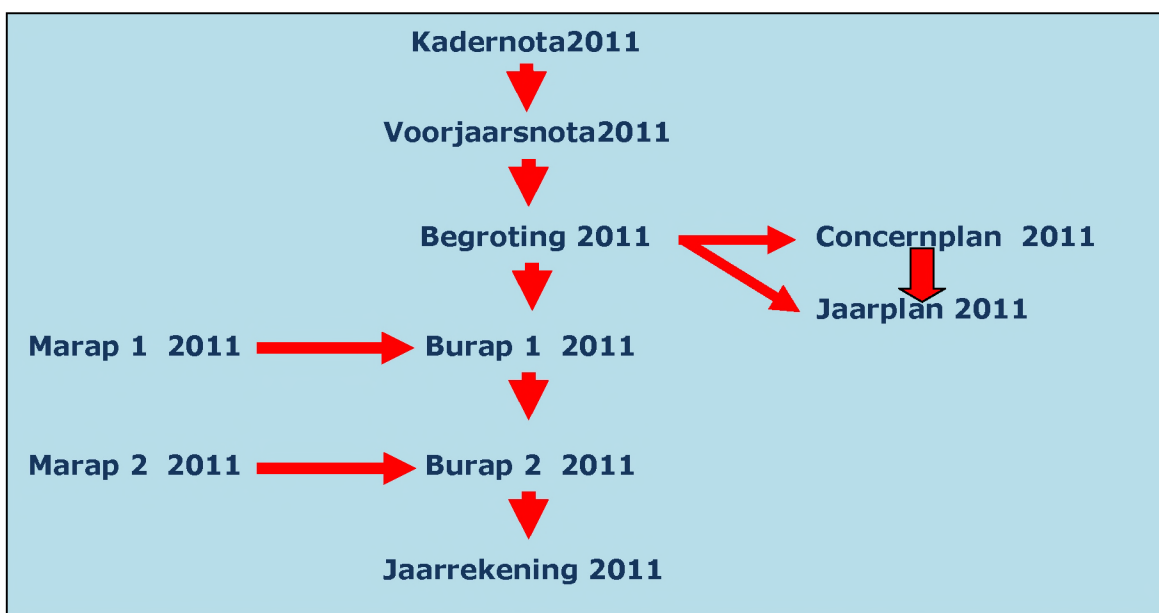 Kadernota2011
Voorjaarsnota2011
Begroting 2011
Concernplan  2011
Jaarplan 2011
Marap 1  2011
Burap 1  2011
Marap 2  2011
Burap 2  2011
Jaarrekening 2011